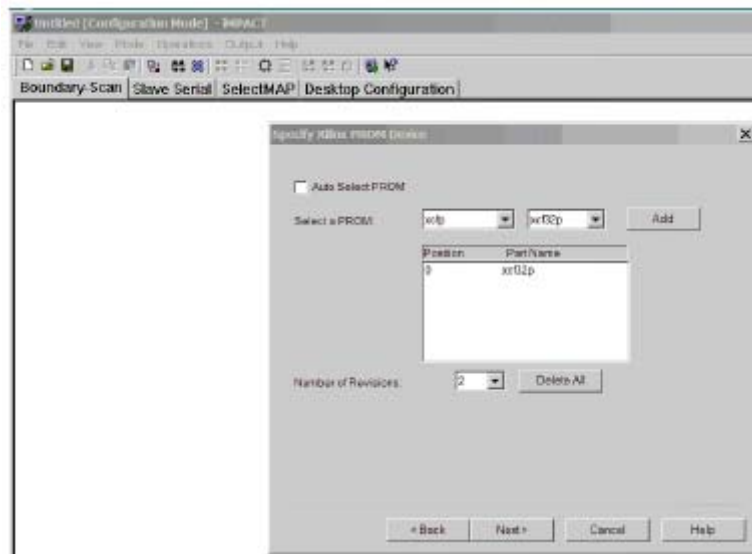 Untitled [Configuration Mode] - iMPACT
File Edit View Mode Operations Output Help
Boundary-Scan Slave Serial SelectMAP Desktop Configuration
Specify Xilinx PROM Device
Auto Select PROM
Select a PROM: xcfp xcf32p Add
Position Part Name
0 xcf32p
Number of Revisions: 2 Delete All
< Back Next > Cancel Help